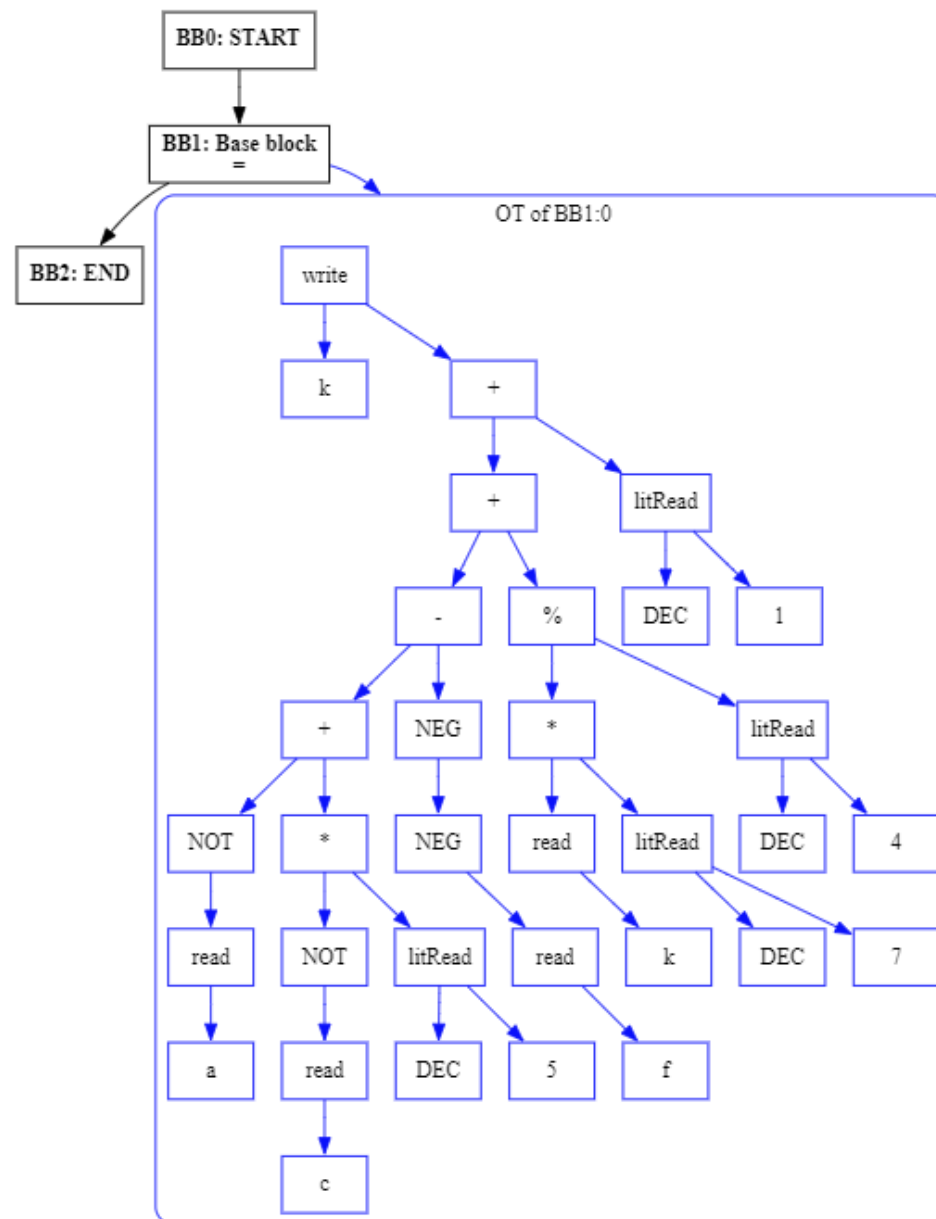 BB0: START
BB1: Base block
=
OT of BB1:0
BB2: END
write
k
+
+
litRead
-
%
DEC
1
+
NEG
*
litRead
NOT
*
NEG
read
litRead
DEC
4
read
NOT
litRead
read
k
DEC
7
a
read
DEC
5
f
c